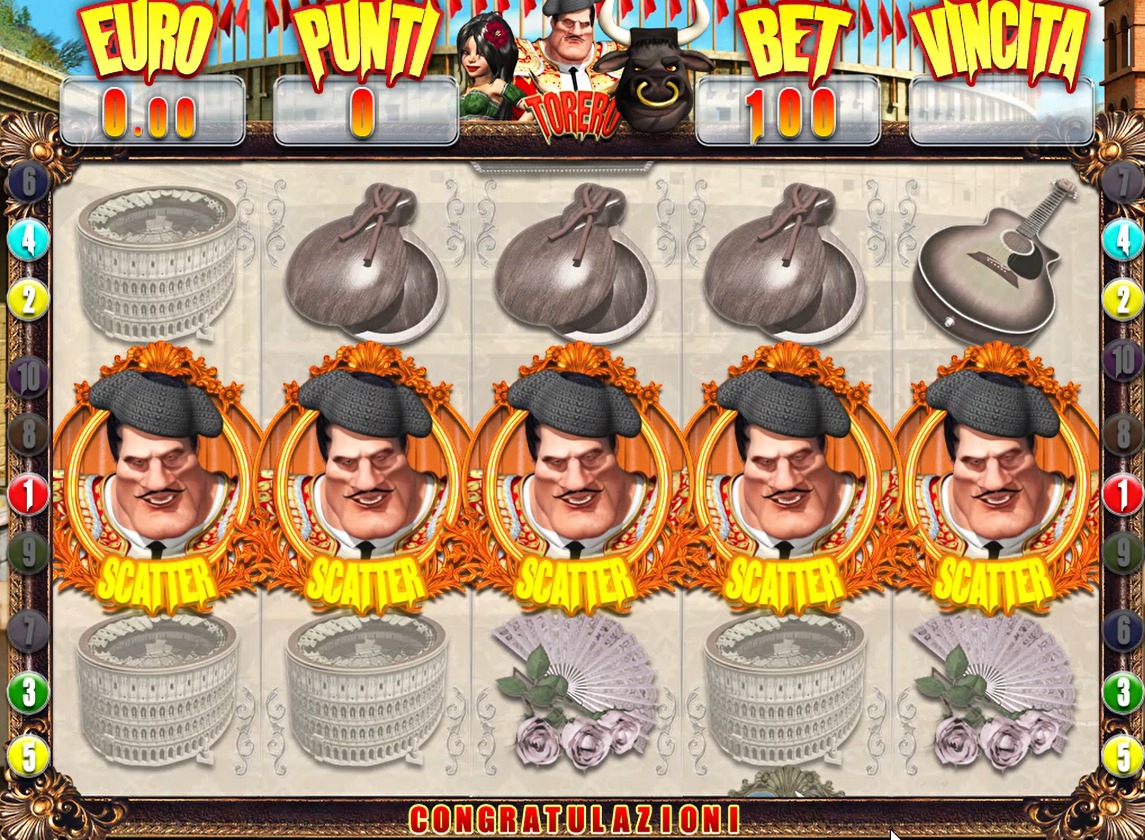 EURO PUNTI BET VINCITA
0.00 0 TORERO 100
6 7
4 4
2 2
10 10
8 8
1 1
9 9
SCATTER SCATTER SCATTER SCATTER SCATTER
7 6
3 3
5 5
CONGRATULAZIONI